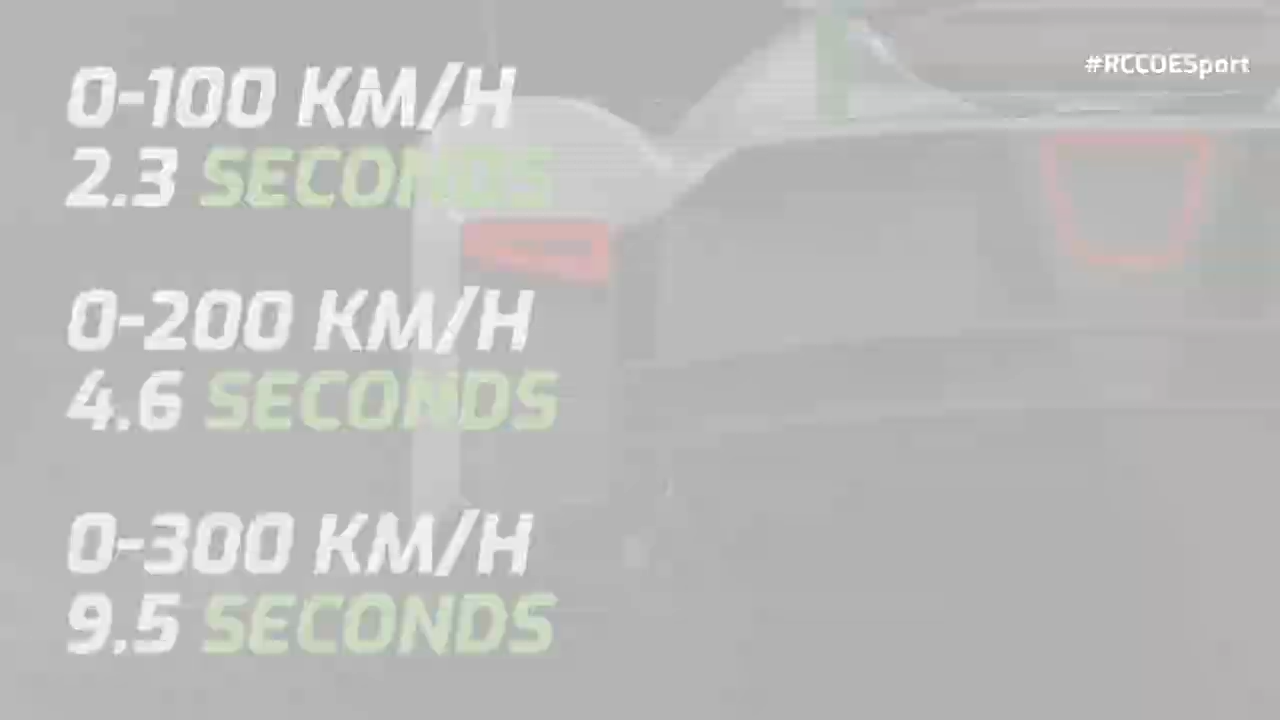 #RCCOESport
0-100 KM/H
2.3 SECONDS
0-200 KM/H
4.6 SECONDS
0-300 KM/H
9.5 SECONDS